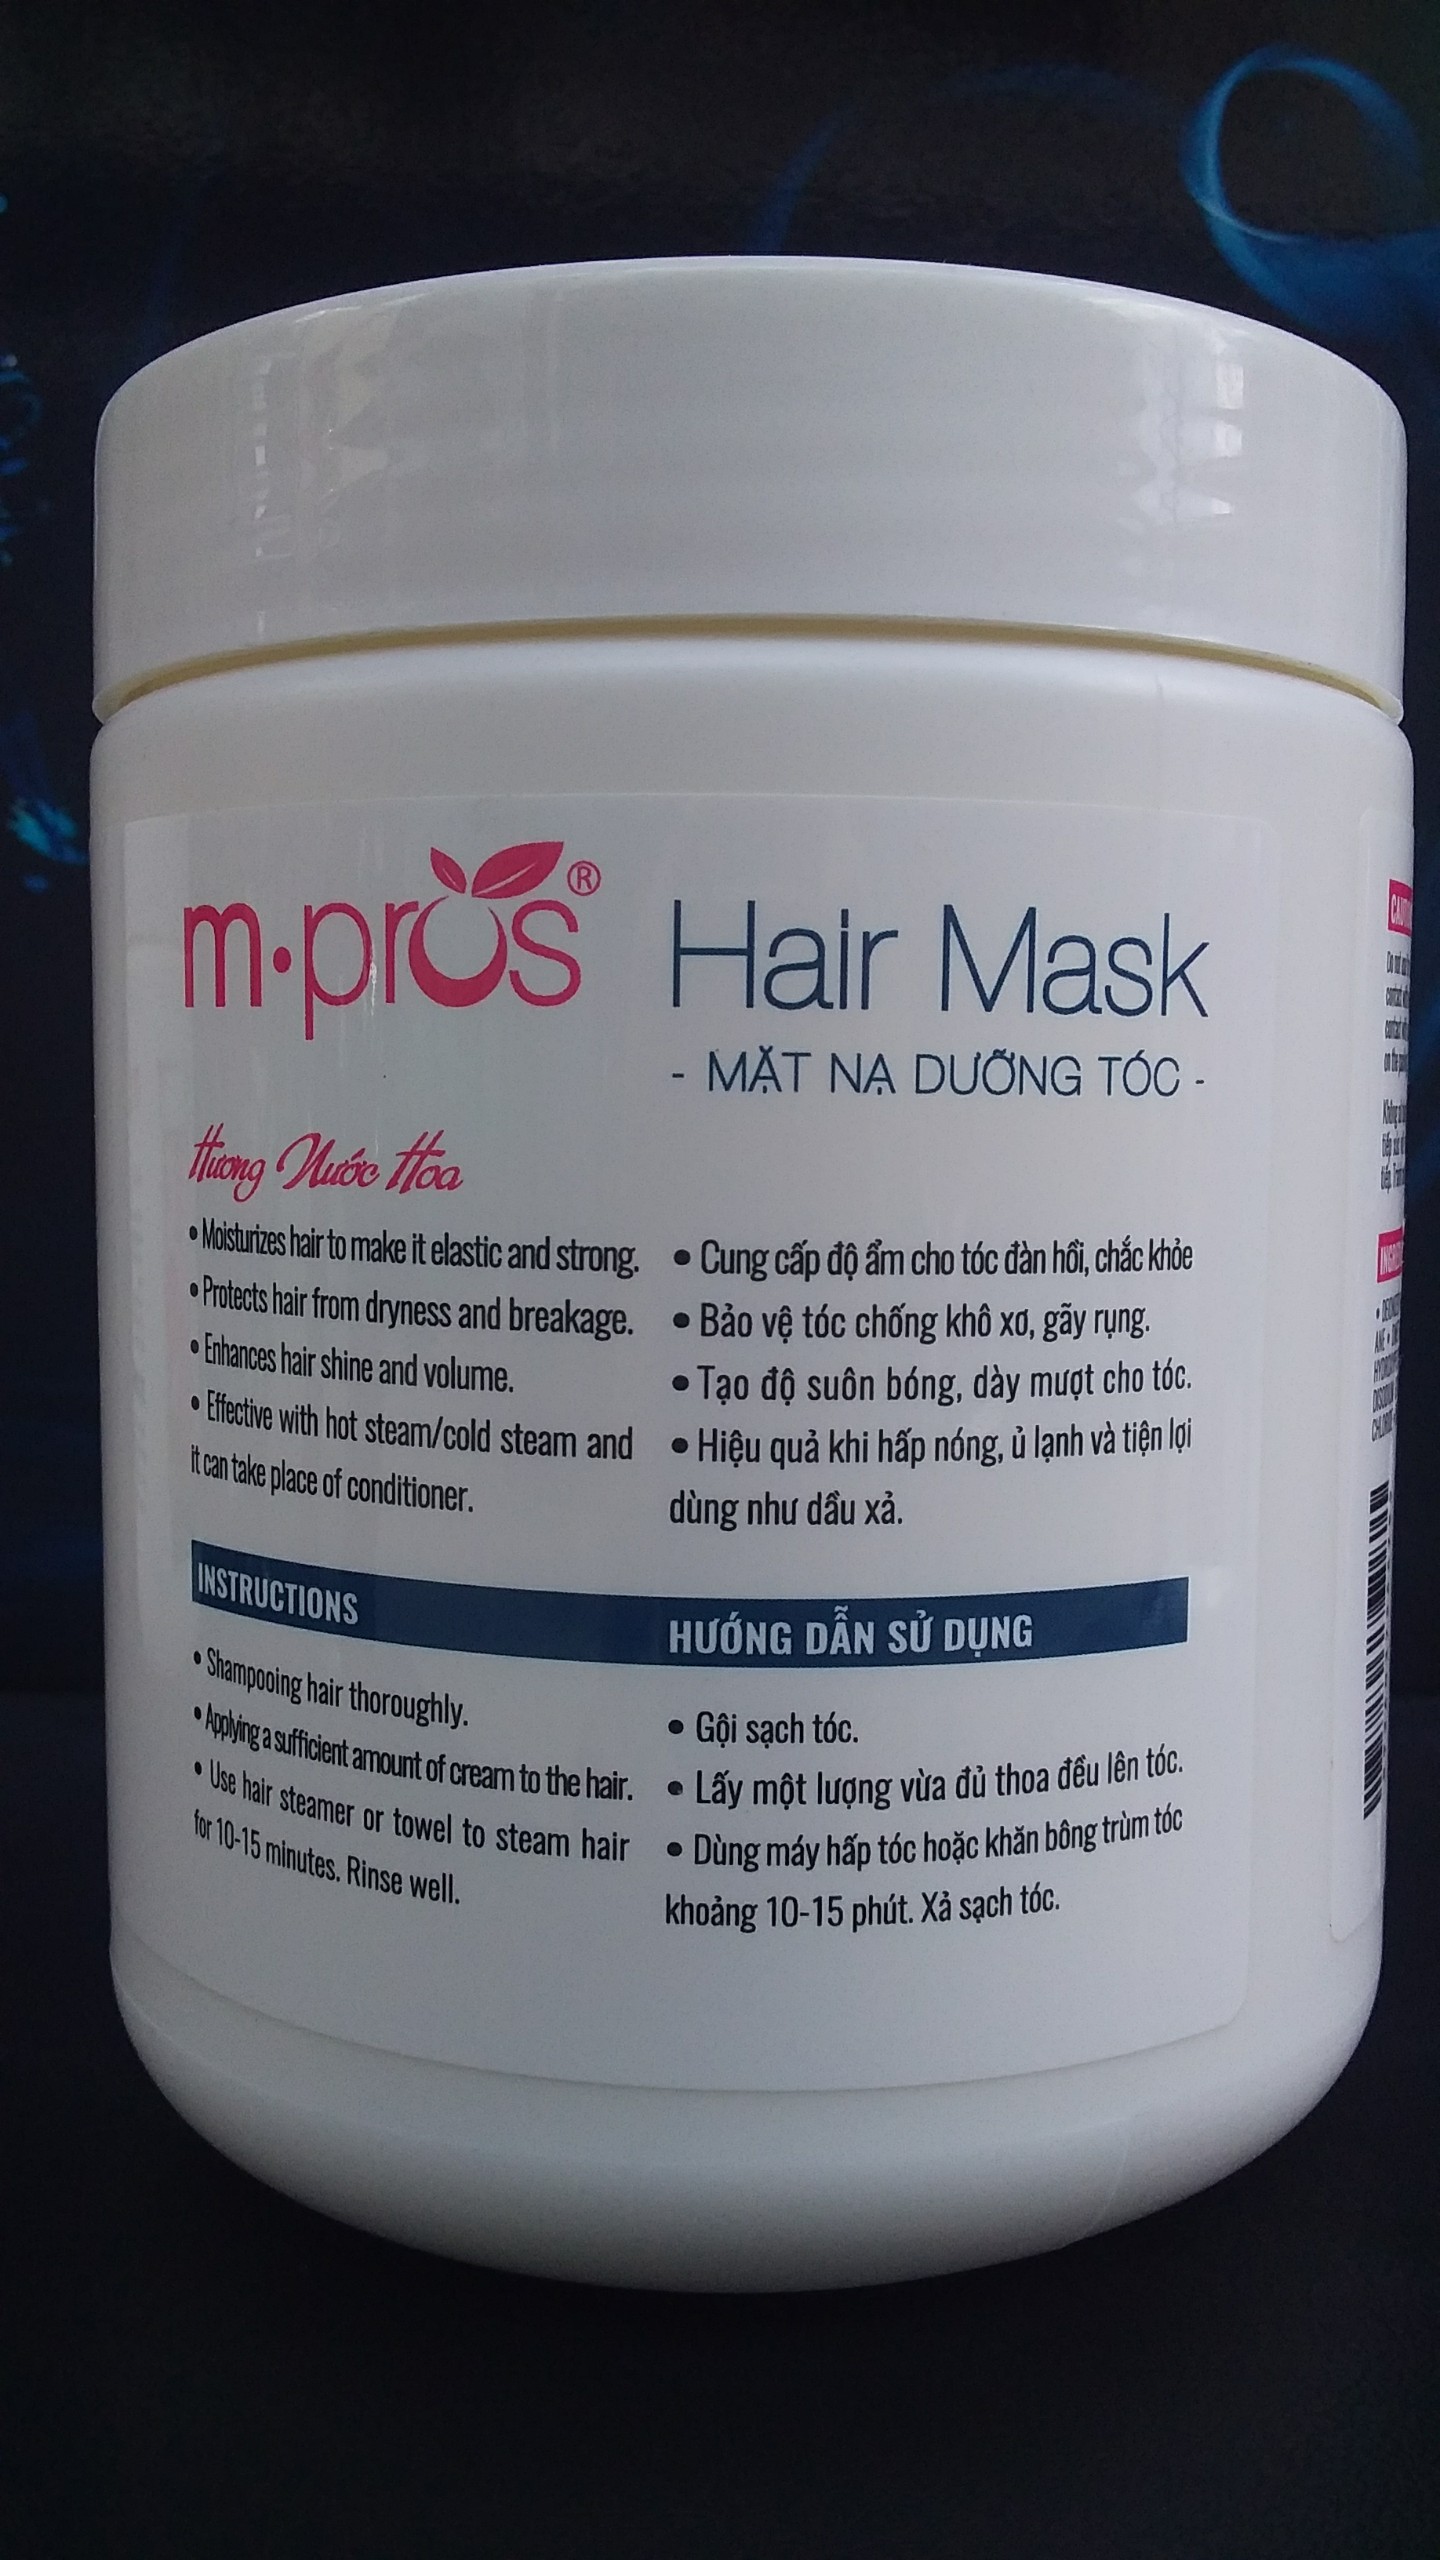 m.pros® Hair Mask
- MẶT NẠ DƯỠNG TÓC -
Hương Nước Hoa
• Moisturizes hair to make it elastic and strong.
• Protects hair from dryness and breakage.
• Enhances hair shine and volume.
• Effective with hot steam/cold steam and
it can take place of conditioner.
• Cung cấp độ ẩm cho tóc đàn hồi, chắc khỏe
• Bảo vệ tóc chống khô xơ, gãy rụng.
• Tạo độ suôn bóng, dày mượt cho tóc.
• Hiệu quả khi hấp nóng, ủ lạnh và tiện lợi
dùng như dầu xả.
INSTRUCTIONS
• Shampooing hair thoroughly.
• Applying a sufficient amount of cream to the hair.
• Use hair steamer or towel to steam hair
for 10-15 minutes. Rinse well.
HƯỚNG DẪN SỬ DỤNG
• Gội sạch tóc.
• Lấy một lượng vừa đủ thoa đều lên tóc.
• Dùng máy hấp tóc hoặc khăn bông trùm tóc
khoảng 10-15 phút. Xả sạch tóc.